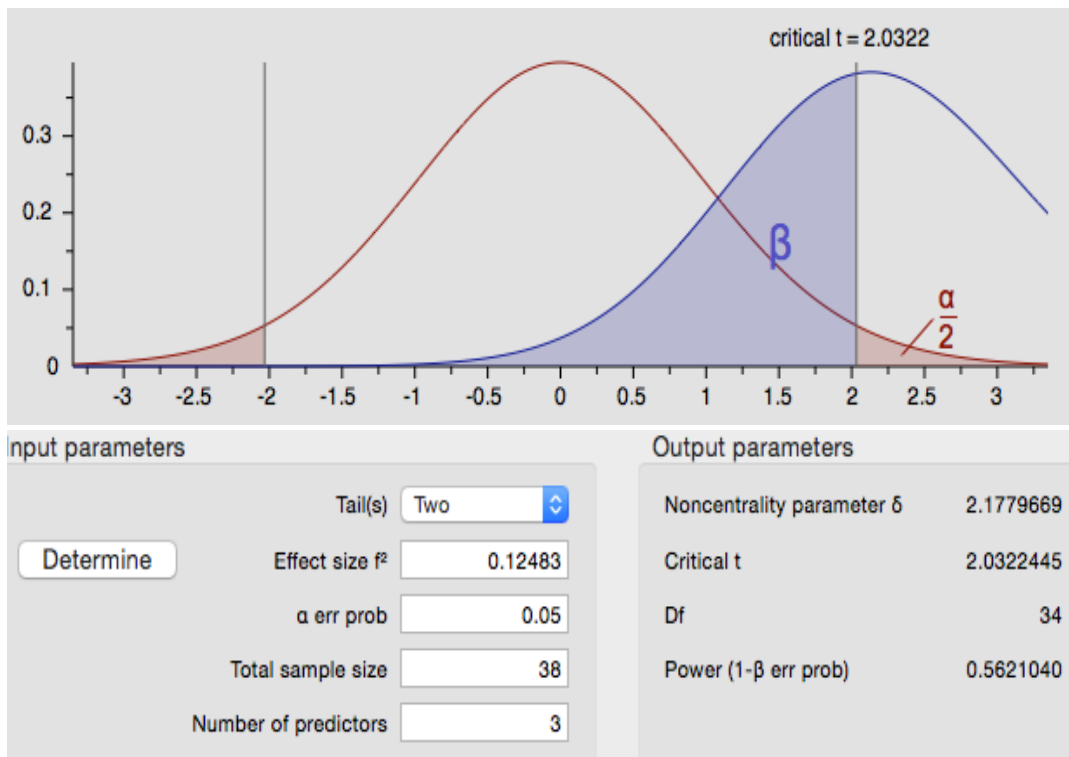 critical t = 2.0322
0.3
0.2
0.1
0
β
α
2
-3 -2.5 -2 -1.5 -1 -0.5 0 0.5 1 1.5 2 2.5 3
Input parameters
Tail(s) Two
Determine Effect size f² 0.12483
α err prob 0.05
Total sample size 38
Number of predictors 3
Output parameters
Noncentrality parameter δ 2.1779669
Critical t 2.0322445
Df 34
Power (1-β err prob) 0.5621040